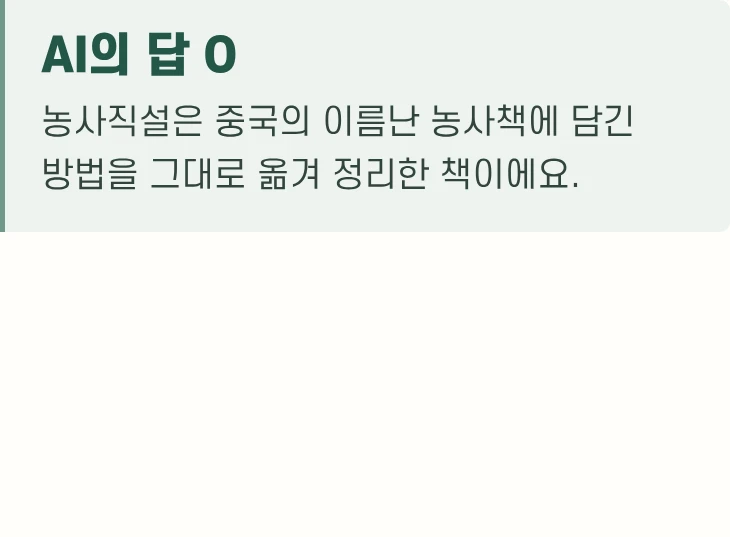 AI의 답 O
농사직설은 중국의 이름난 농사책에 담긴
방법을 그대로 옮겨 정리한 책이에요.